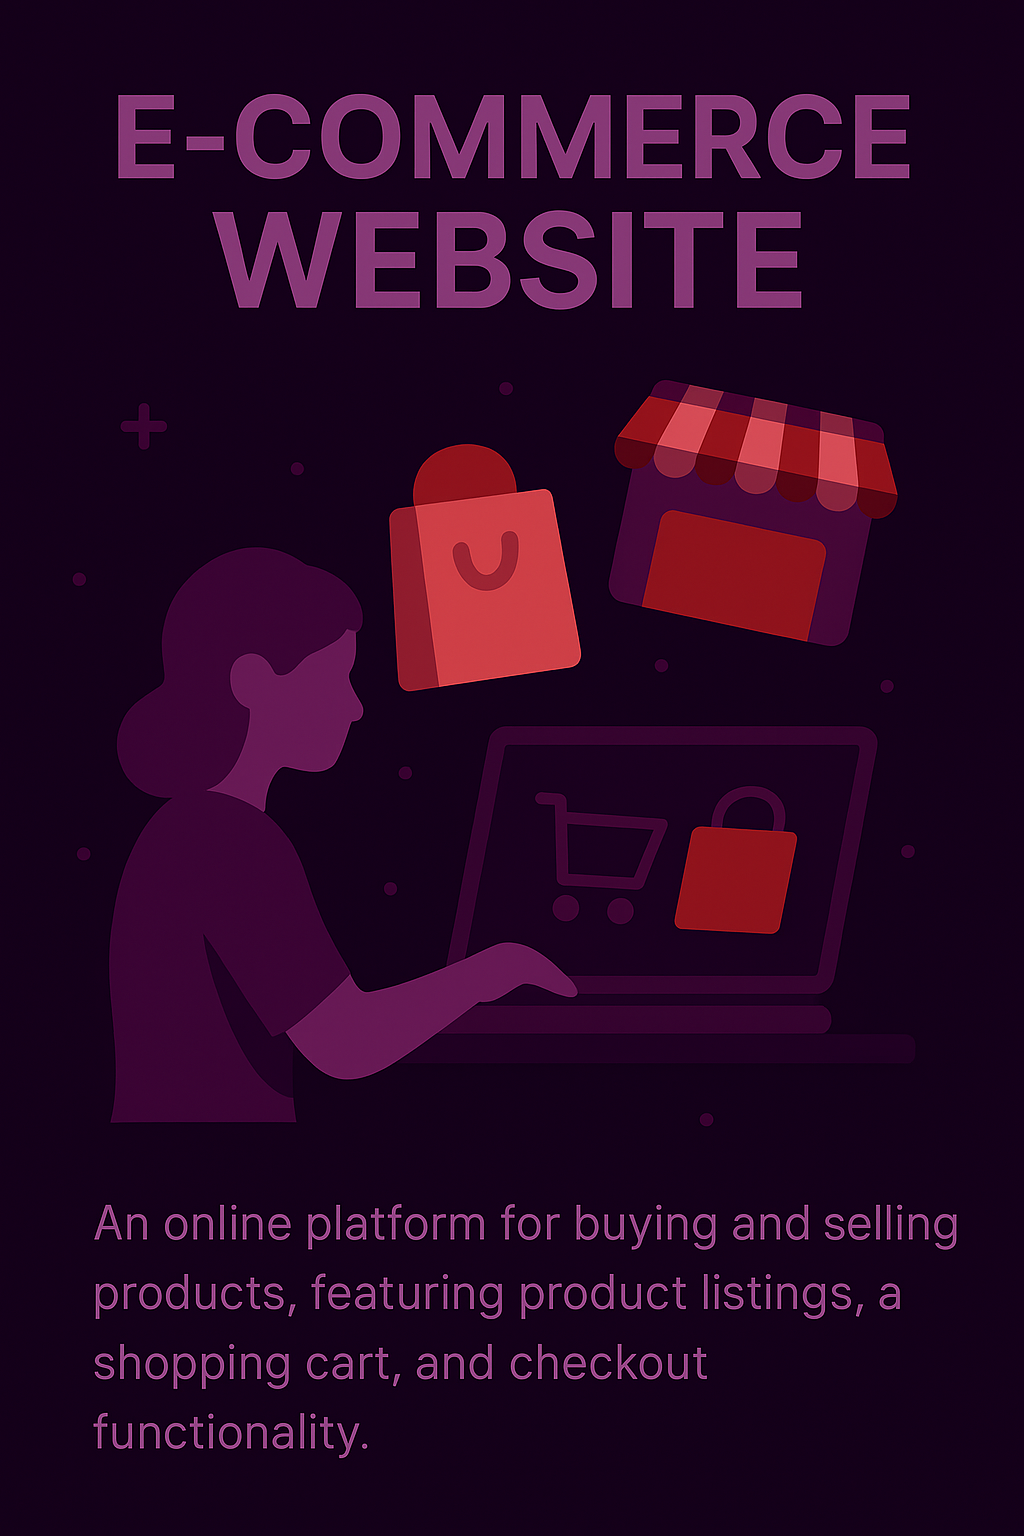 E-COMMERCE
WEBSITE
An online platform for buying and selling
products, featuring product listings, a
shopping cart, and checkout
functionality.